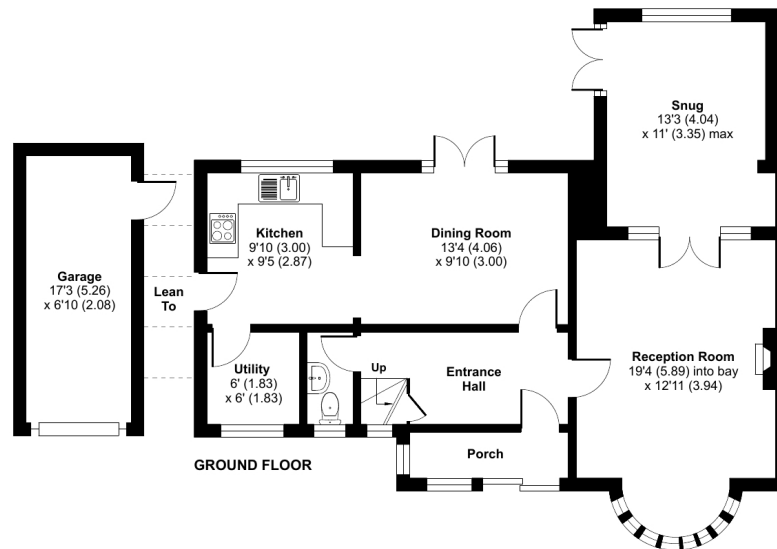 Snug
13'3 (4.04)
x 11' (3.35) max
Kitchen
9'10 (3.00)
x 9'5 (2.87)
Dining Room
13'4 (4.06)
x 9'10 (3.00)
Garage
17'3 (5.26)
x 6'10 (2.08)
Lean
To
Utility
6' (1.83)
x 6' (1.83)
Up
Entrance
Hall
Reception Room
19'4 (5.89) into bay
x 12'11 (3.94)
Porch
GROUND FLOOR